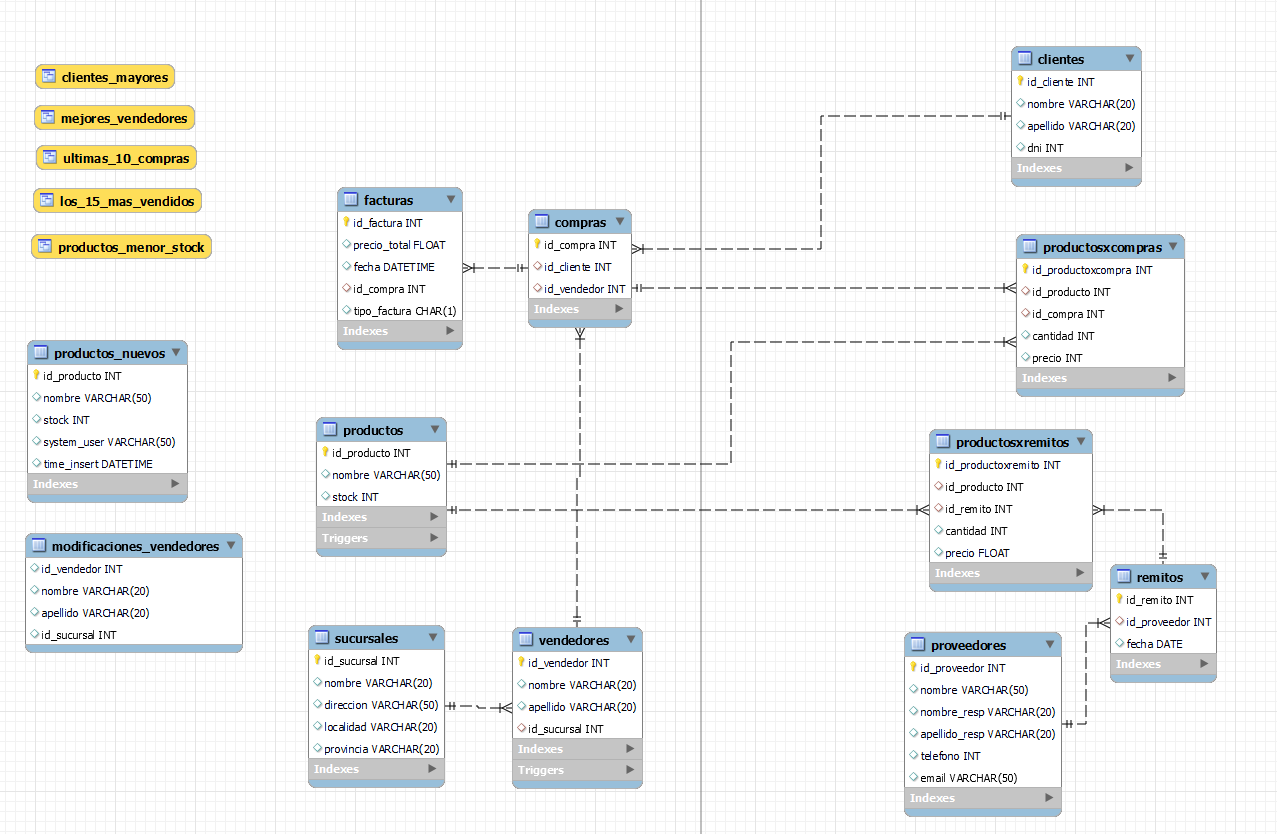 clientes_mayores
mejores_vendedores
ultimas_10_compras
los_15_mas_vendidos
productos_menor_stock
productos_nuevos
id_producto INT
nombre VARCHAR(50)
stock INT
system_user VARCHAR(50)
time_insert DATETIME
Indexes
modificaciones_vendedores
id_vendedor INT
nombre VARCHAR(20)
apellido VARCHAR(20)
id_sucursal INT
facturas
id_factura INT
precio_total FLOAT
fecha DATETIME
id_compra INT
tipo_factura CHAR(1)
Indexes
compras
id_compra INT
id_cliente INT
id_vendedor INT
Indexes
productos
id_producto INT
nombre VARCHAR(50)
stock INT
Indexes
Triggers
sucursales
id_sucursal INT
nombre VARCHAR(20)
direccion VARCHAR(50)
localidad VARCHAR(20)
provincia VARCHAR(20)
Indexes
vendedores
id_vendedor INT
nombre VARCHAR(20)
apellido VARCHAR(20)
id_sucursal INT
Indexes
Triggers
clientes
id_cliente INT
nombre VARCHAR(20)
apellido VARCHAR(20)
dni INT
Indexes
productosxcompras
id_productoxcompra INT
id_producto INT
id_compra INT
cantidad INT
precio INT
Indexes
productosxremitos
id_productoxremito INT
id_producto INT
id_remito INT
cantidad INT
precio FLOAT
Indexes
remitos
id_remito INT
id_proveedor INT
fecha DATE
Indexes
proveedores
id_proveedor INT
nombre VARCHAR(50)
nombre_resp VARCHAR(20)
apellido_resp VARCHAR(20)
telefono INT
email VARCHAR(50)
Indexes